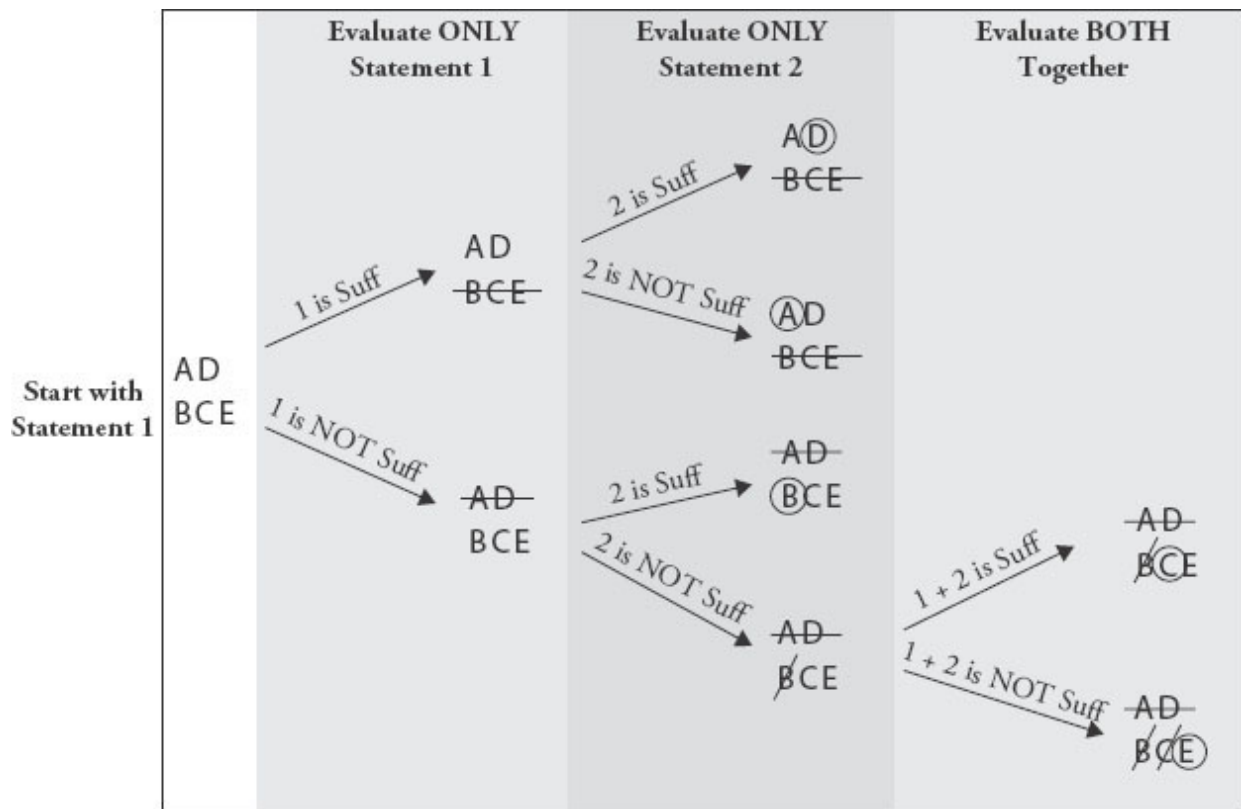 Evaluate ONLY
Statement 1
Evaluate ONLY
Statement 2
Evaluate BOTH
Together
Start with
Statement 1
AD
BCE
1 is Suff
AD
BCE
1 is NOT Suff
AD
BCE
2 is Suff
AD
BCE
2 is NOT Suff
AD
BCE
2 is Suff
AD
BCE
2 is NOT Suff
AD
BCE
1 + 2 is Suff
AD
BCE
1 + 2 is NOT Suff
AD
BCE